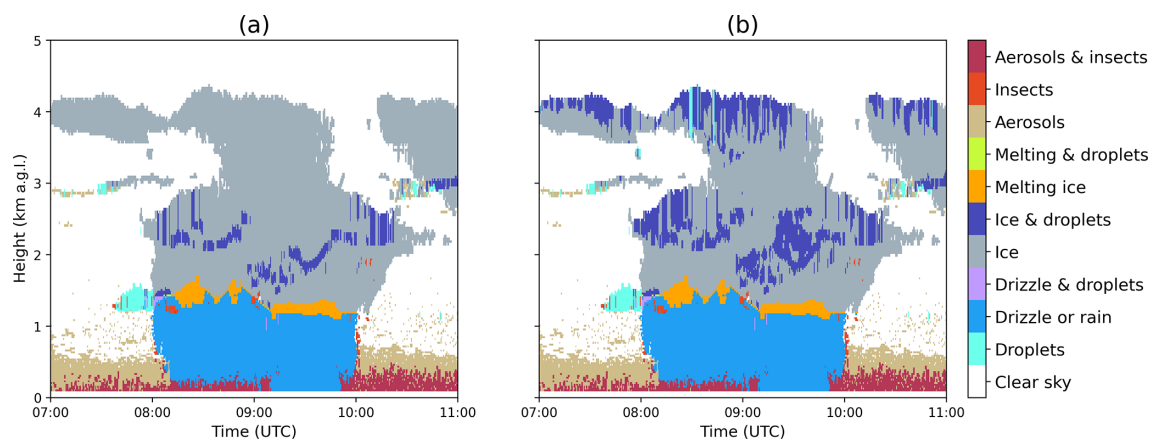 (a)
(b)
5
4
3
2
1
0
Height (km a.g.l.)
07:00 08:00 09:00 10:00 11:00
Time (UTC)
07:00 08:00 09:00 10:00 11:00
Time (UTC)
Aerosols & insects
Insects
Aerosols
Melting & droplets
Melting ice
Ice & droplets
Ice
Drizzle & droplets
Drizzle or rain
Droplets
Clear sky